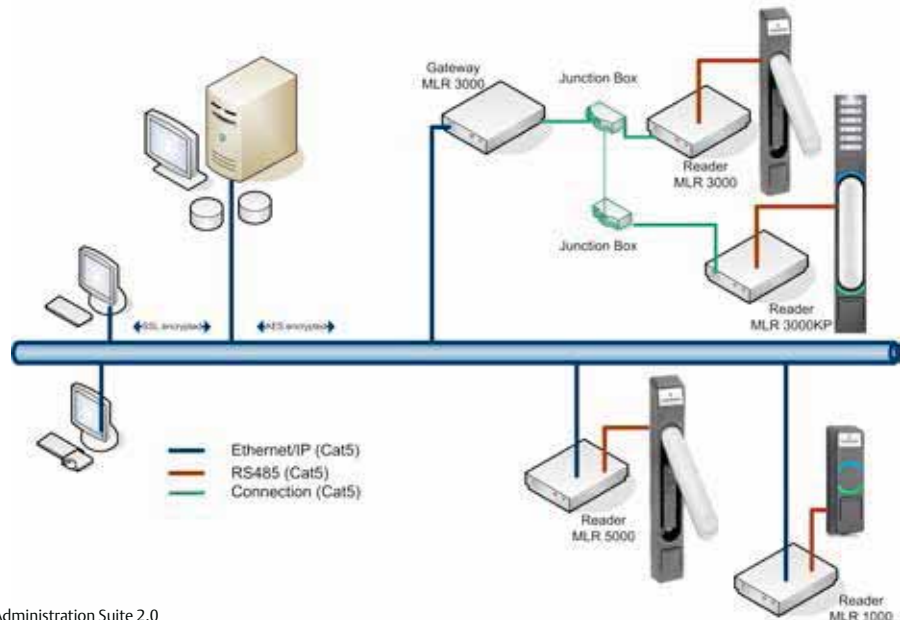 Gateway
MLR 3000
Junction Box
Reader
MLR 3000
Junction Box
Reader
MLR 3000KP
SSL encrypted
AES encrypted
Ethernet/IP (Cat5)
RS485 (Cat5)
Connection (Cat5)
Reader
MLR 5000
Reader
MLR 1000
Administration Suite 2.0